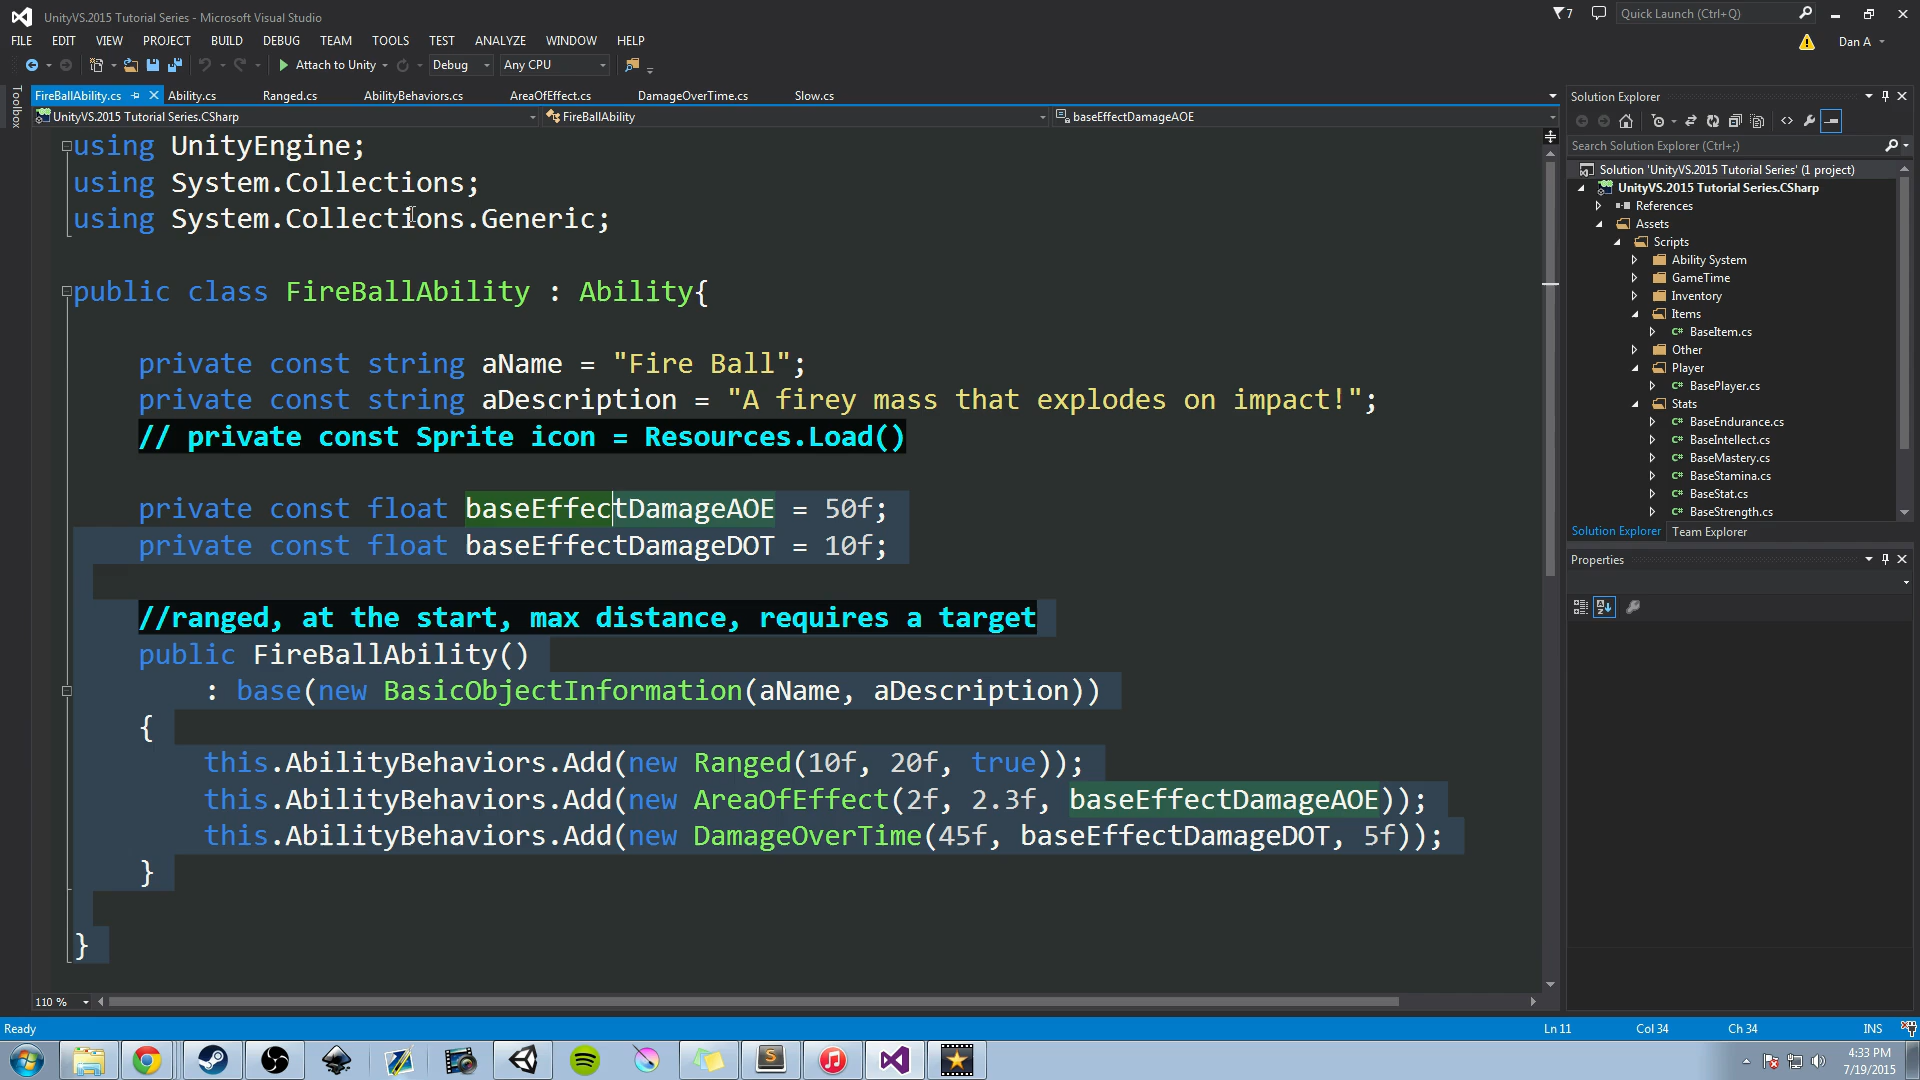 UnityVS.2015 Tutorial Series - Microsoft Visual Studio
7
Quick Launch (Ctrl+Q)
FILE EDIT VIEW PROJECT BUILD DEBUG TEAM TOOLS TEST ANALYZE WINDOW HELP
Dan A
Attach to Unity Debug Any CPU
Toolbox
FireBallAbility.cs Ability.cs Ranged.cs AbilityBehaviors.cs AreaOfEffect.cs DamageOverTime.cs Slow.cs
UnityVS.2015 Tutorial Series.CSharp FireBallAbility baseEffectDamageAOE
using UnityEngine;
using System.Collections;
using System.Collections.Generic;
public class FireBallAbility : Ability{
private const string aName = "Fire Ball";
private const string aDescription = "A firey mass that explodes on impact!";
// private const Sprite icon = Resources.Load()
private const float baseEffectDamageAOE = 50f;
private const float baseEffectDamageDOT = 10f;
//ranged, at the start, max distance, requires a target
public FireBallAbility()
: base(new BasicObjectInformation(aName, aDescription))
{
this.AbilityBehaviors.Add(new Ranged(10f, 20f, true));
this.AbilityBehaviors.Add(new AreaOfEffect(2f, 2.3f, baseEffectDamageAOE));
this.AbilityBehaviors.Add(new DamageOverTime(45f, baseEffectDamageDOT, 5f));
}
}
110 %
Solution Explorer
Search Solution Explorer (Ctrl+;)
Solution 'UnityVS.2015 Tutorial Series' (1 project)
UnityVS.2015 Tutorial Series.CSharp
References
Assets
Scripts
Ability System
GameTime
Inventory
Items
C# BaseItem.cs
Other
Player
C# BasePlayer.cs
Stats
C# BaseEndurance.cs
C# BaseIntellect.cs
C# BaseMastery.cs
C# BaseStamina.cs
C# BaseStat.cs
C# BaseStrength.cs
Solution Explorer Team Explorer
Properties
Ready Ln 11 Col 34 Ch 34 INS
4:33 PM
7/19/2015